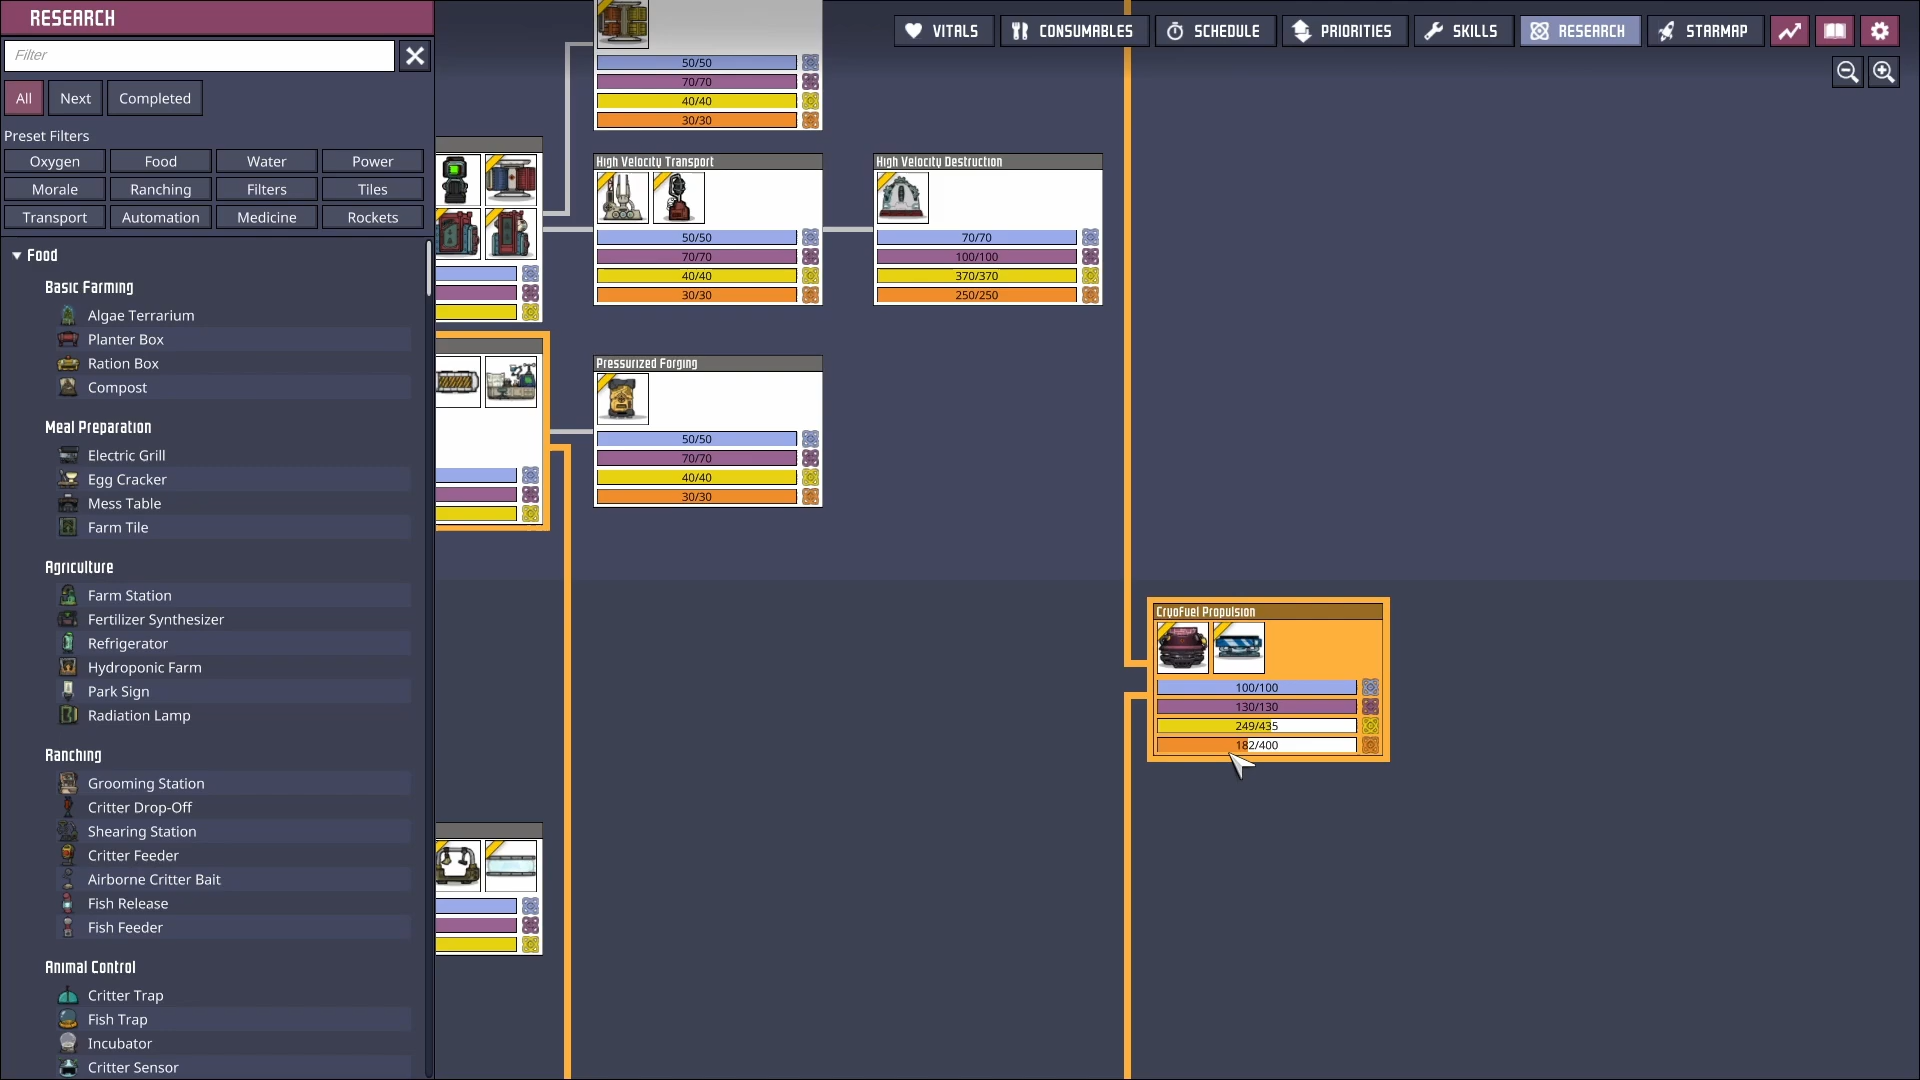 RESEARCH
VITALS
CONSUMABLES
SCHEDULE
PRIORITIES
SKILLS
RESEARCH
STARMAP
Filter
All
Next
Completed
Preset Filters
Oxygen
Food
Water
Power
Morale
Ranching
Filters
Tiles
Transport
Automation
Medicine
Rockets
Food
Basic Farming
Algae Terrarium
Planter Box
Ration Box
Compost
Meal Preparation
Electric Grill
Egg Cracker
Mess Table
Farm Tile
Agriculture
Farm Station
Fertilizer Synthesizer
Refrigerator
Hydroponic Farm
Park Sign
Radiation Lamp
Ranching
Grooming Station
Critter Drop-Off
Shearing Station
Critter Feeder
Airborne Critter Bait
Fish Release
Fish Feeder
Animal Control
Critter Trap
Fish Trap
Incubator
Critter Sensor
50/50
70/70
40/40
30/30
High Velocity Transport
50/50
70/70
40/40
30/30
High Velocity Destruction
70/70
100/100
370/370
250/250
Pressurized Forging
50/50
70/70
40/40
30/30
CryoFuel Propulsion
100/100
130/130
249/435
182/400